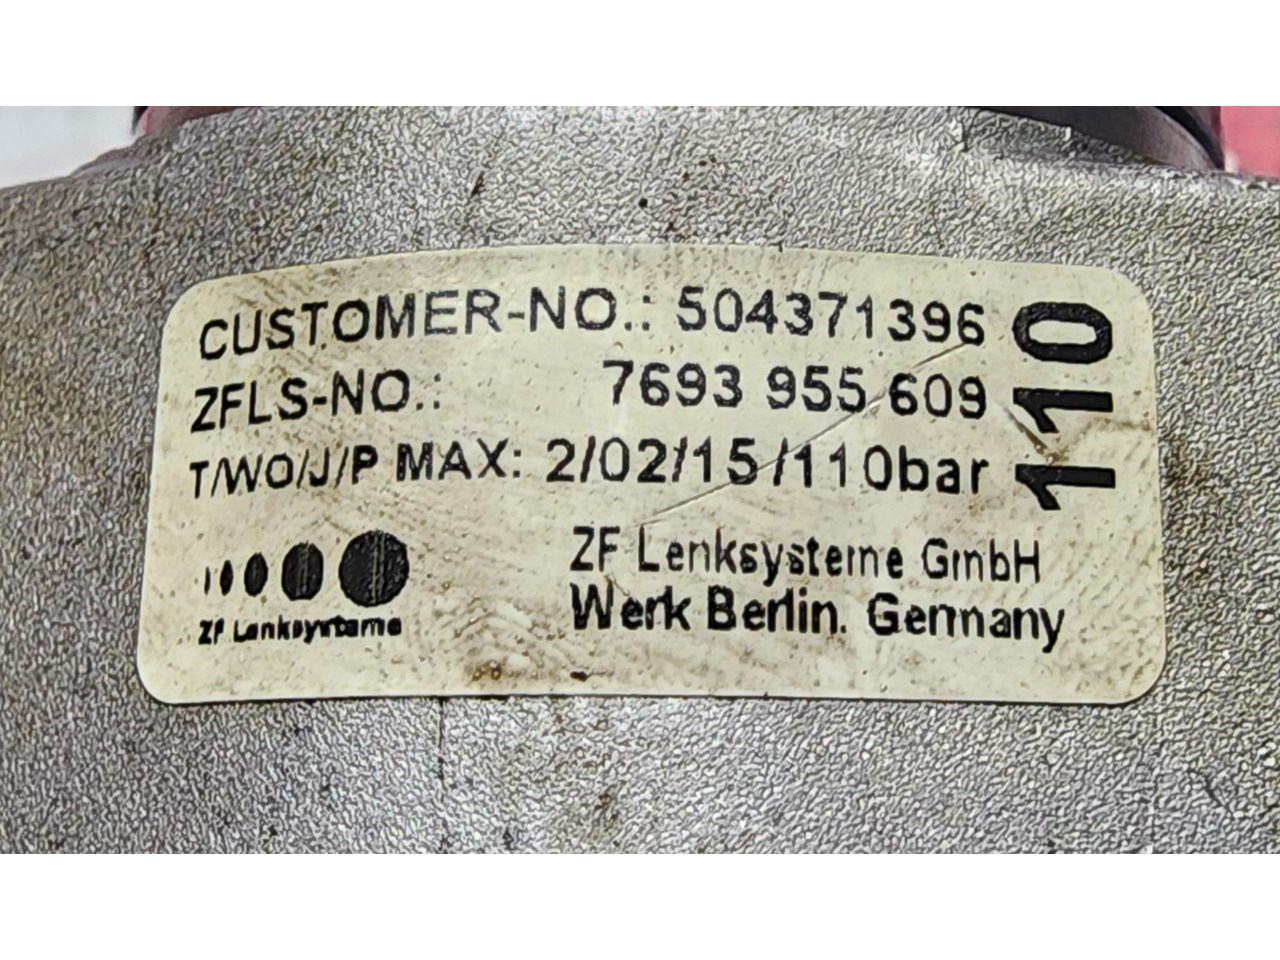 CUSTOMER-NO.: 504371396
ZFLS-NO.: 7693 955 609
T/WO/J/P MAX: 2/02/15/110bar
110
ZF Lenksysteme GmbH
Werk Berlin. Germany
ZF Lenksysteme